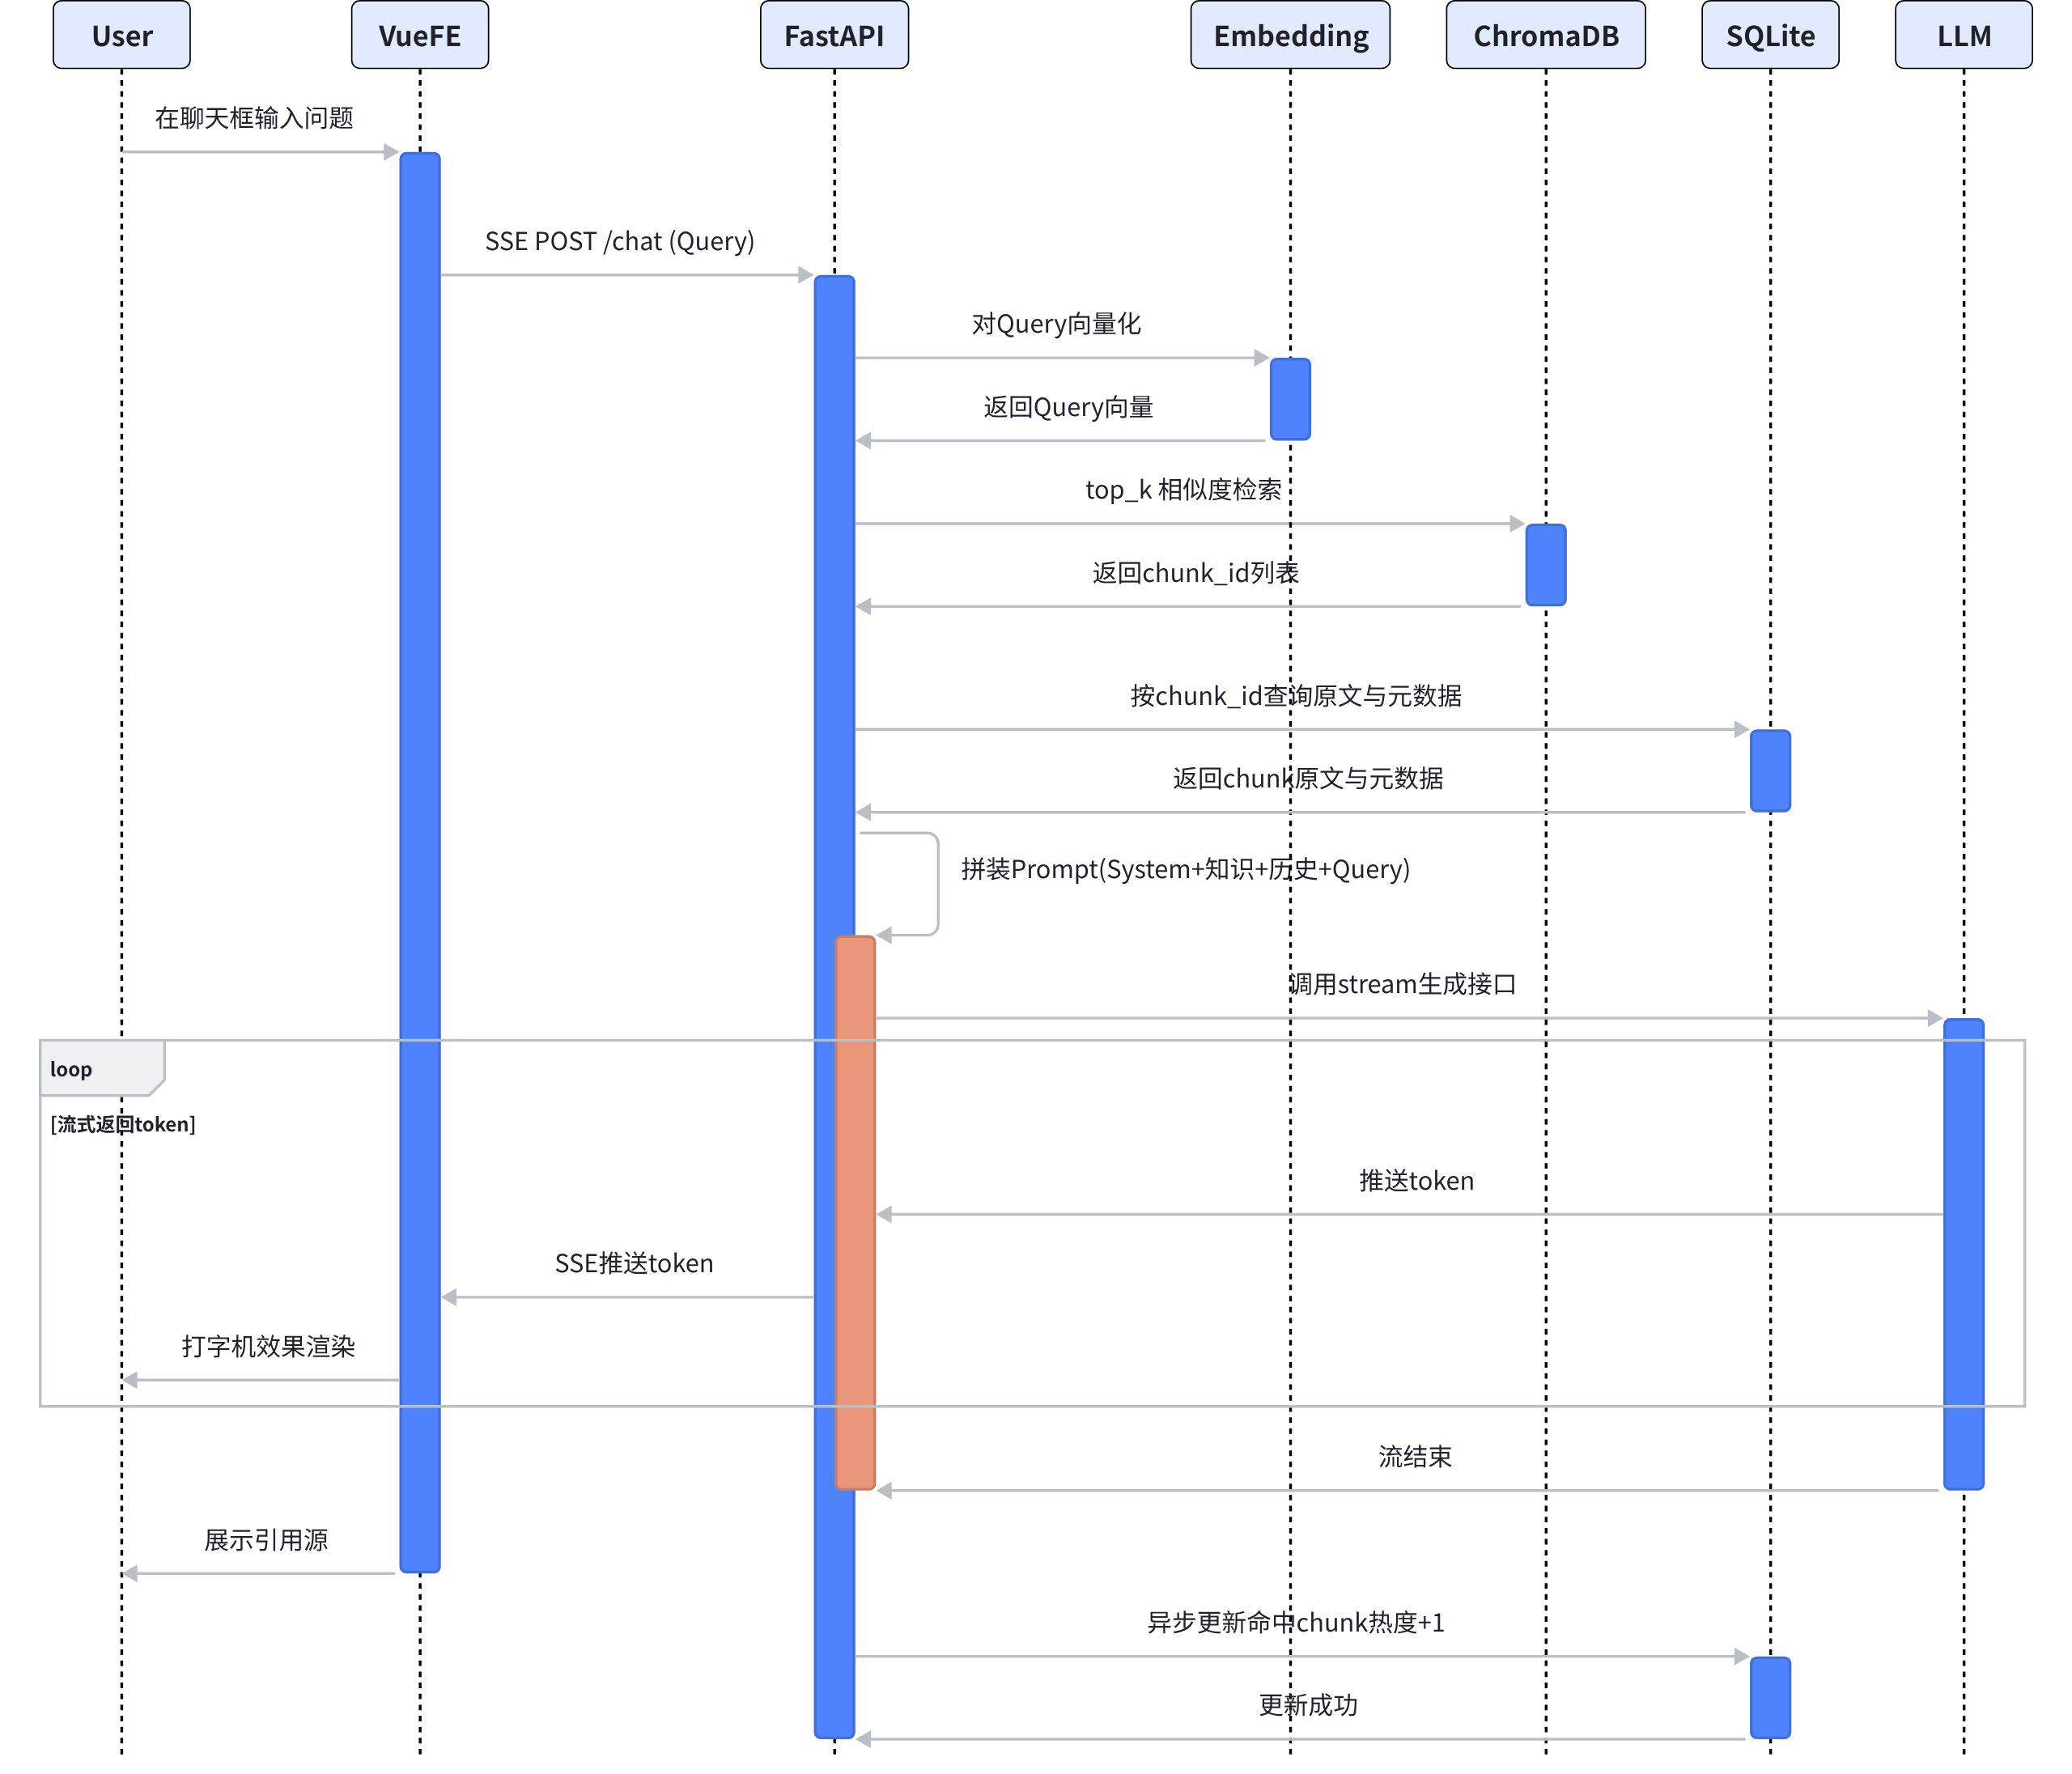 User
VueFE
FastAPI
Embedding
ChromaDB
SQLite
LLM
在聊天框输入问题
SSE POST /chat (Query)
对Query向量化
返回Query向量
top_k 相似度检索
返回chunk_id列表
按chunk_id查询原文与元数据
返回chunk原文与元数据
拼装Prompt(System+知识+历史+Query)
调用stream生成接口
loop
[流式返回token]
推送token
SSE推送token
打字机效果渲染
流结束
展示引用源
异步更新命中chunk热度+1
更新成功